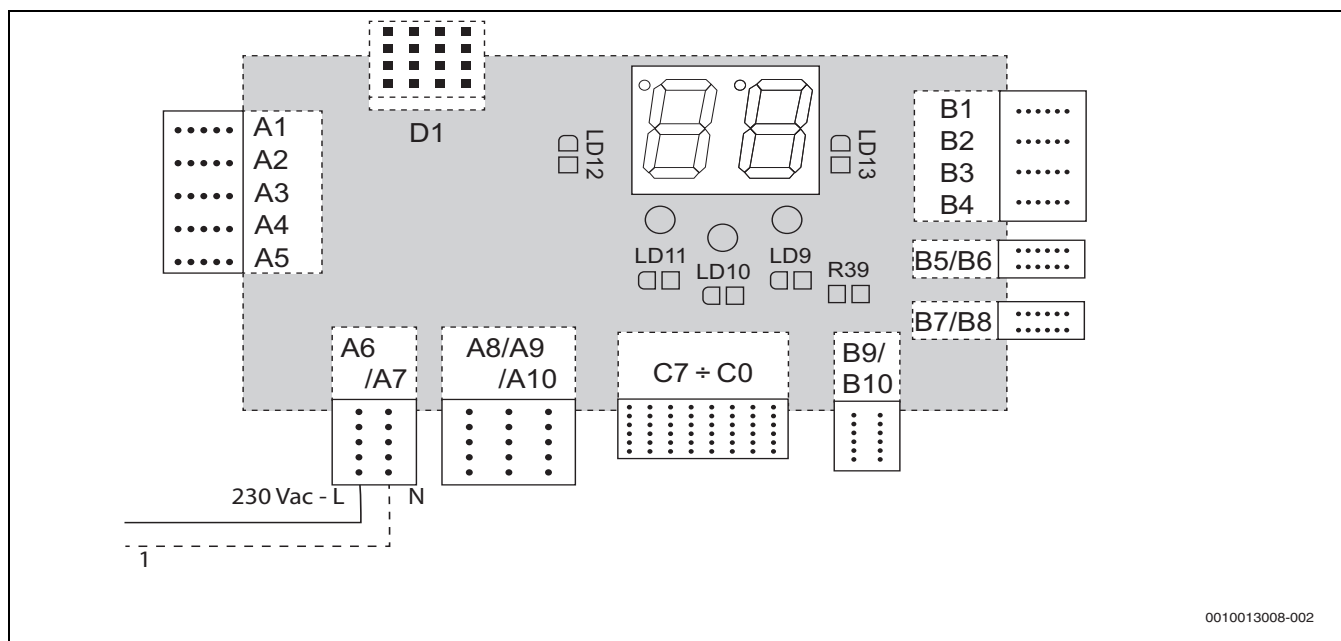 D1
A1
A2
A3
A4
A5
LD12
LD13
B1
B2
B3
B4
B5/B6
B7/B8
LD11
LD10
LD9
R39
A6
/A7
A8/A9
/A10
C7 ÷ C0
B9/
B10
230 Vac - L
N
1
0010013008-002